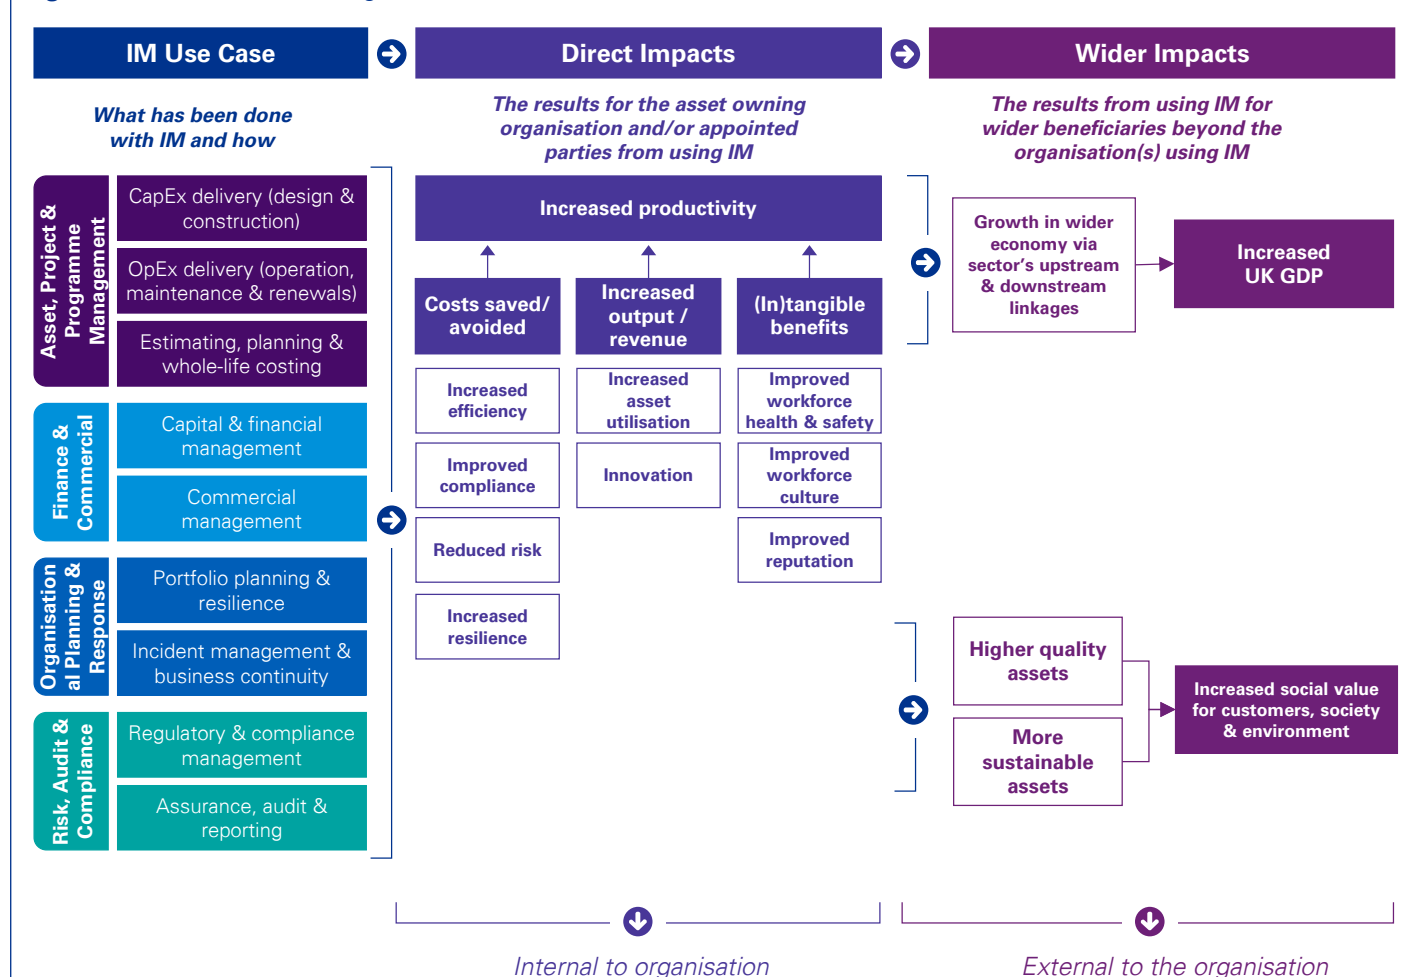 IM Use Case
Direct Impacts
Wider Impacts
What has been done
with IM and how
The results for the asset owning
organisation and/or appointed
parties from using IM
The results from using IM for
wider beneficiaries beyond the
organisation(s) using IM
Asset, Project &
Programme
Management
CapEx delivery (design &
construction)
OpEx delivery (operation,
maintenance & renewals)
Estimating, planning &
whole-life costing
Finance &
Commercial
Capital & financial
management
Commercial
management
Organisation
al Planning &
Response
Portfolio planning &
resilience
Incident management &
business continuity
Risk, Audit &
Compliance
Regulatory & compliance
management
Assurance, audit &
reporting
Increased productivity
Costs saved/
avoided
Increased
efficiency
Improved
compliance
Reduced risk
Increased
resilience
Increased
output /
revenue
Increased
asset
utilisation
Innovation
(In)tangible
benefits
Improved
workforce
health & safety
Improved
workforce
culture
Improved
reputation
Growth in wider
economy via
sector's upstream
& downstream
linkages
Increased
UK GDP
Higher quality
assets
More
sustainable
assets
Increased social value
for customers, society
& environment
Internal to organisation
External to the organisation